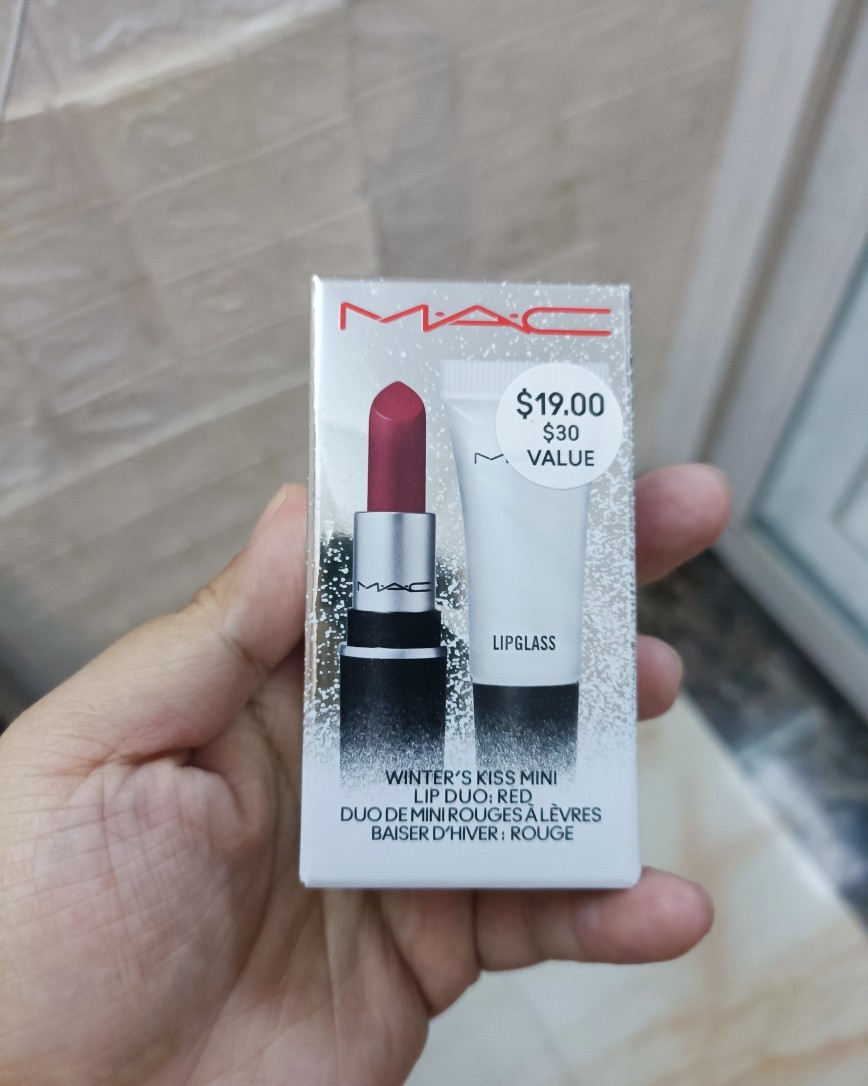 M·A·C
$19.00
$30
VALUE
M·A·C
LIPGLASS
WINTER'S KISS MINI
LIP DUO: RED
DUO DE MINI ROUGES À LÈVRES
BAISER D'HIVER : ROUGE